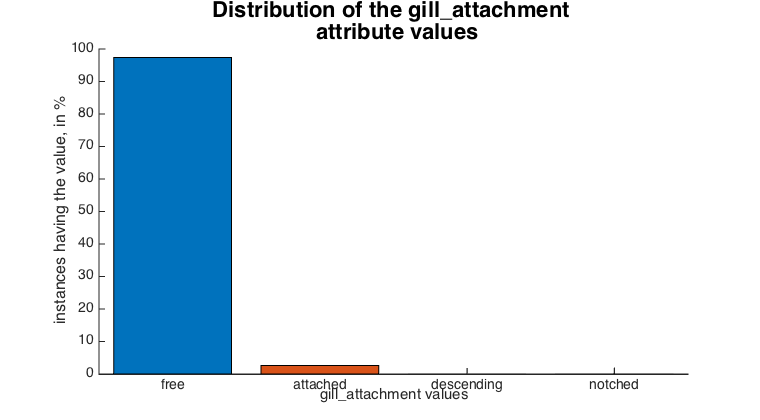 Distribution of the gill_attachment
attribute values
instances having the value, in %
100
90
80
70
60
50
40
30
20
10
0
free attached descending notched
gill_attachment values